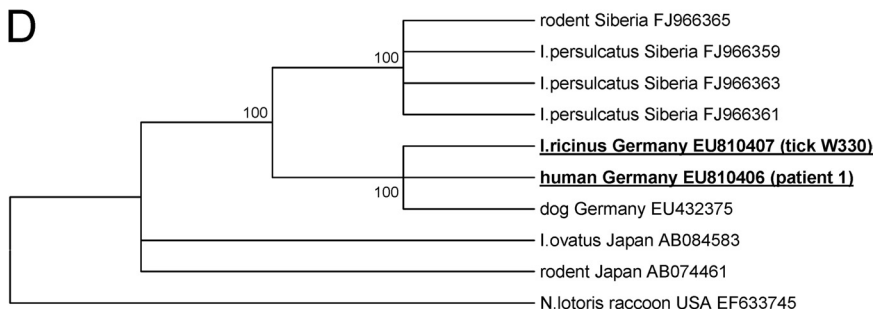 D
rodent Siberia FJ966365
I.persulcatus Siberia FJ966359
100
I.persulcatus Siberia FJ966363
I.persulcatus Siberia FJ966361
100
I.ricinus Germany EU810407 (tick W330)
human Germany EU810406 (patient 1)
100
dog Germany EU432375
I.ovatus Japan AB084583
rodent Japan AB074461
N.lotoris raccoon USA EF633745